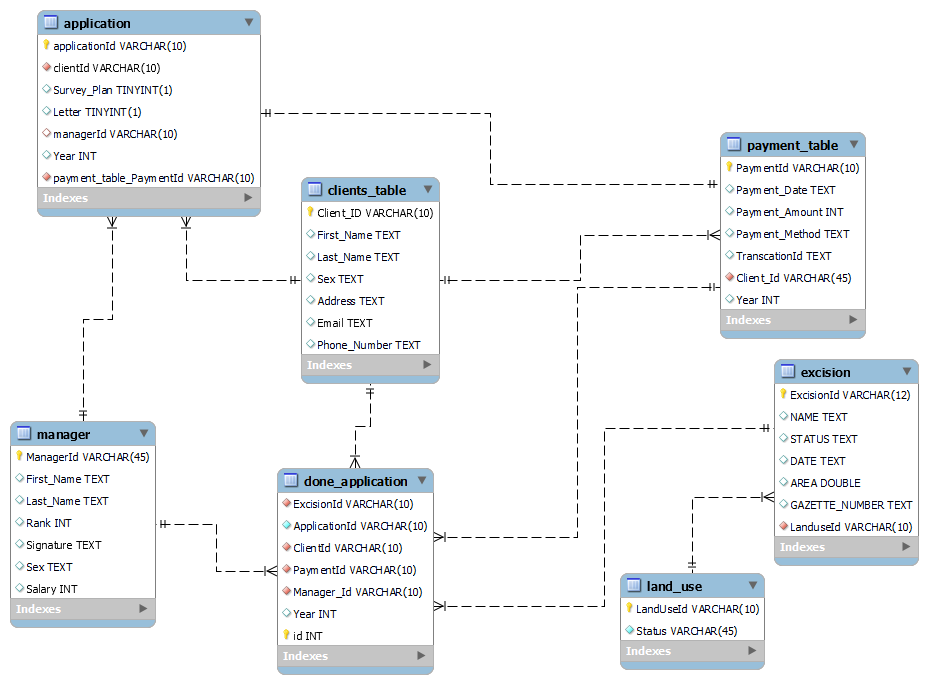 application
applicationId VARCHAR(10)
clientId VARCHAR(10)
Survey_Plan TINYINT(1)
Letter TINYINT(1)
managerId VARCHAR(10)
Year INT
payment_table_PaymentId VARCHAR(10)
Indexes
clients_table
Client_ID VARCHAR(10)
First_Name TEXT
Last_Name TEXT
Sex TEXT
Address TEXT
Email TEXT
Phone_Number TEXT
Indexes
payment_table
PaymentId VARCHAR(10)
Payment_Date TEXT
Payment_Amount INT
Payment_Method TEXT
TranscationId TEXT
Client_Id VARCHAR(45)
Year INT
Indexes
manager
ManagerId VARCHAR(45)
First_Name TEXT
Last_Name TEXT
Rank INT
Signature TEXT
Sex TEXT
Salary INT
Indexes
done_application
ExcisionId VARCHAR(10)
ApplicationId VARCHAR(10)
ClientId VARCHAR(10)
PaymentId VARCHAR(10)
Manager_Id VARCHAR(10)
Year INT
id INT
Indexes
excision
ExcisionId VARCHAR(12)
NAME TEXT
STATUS TEXT
DATE TEXT
AREA DOUBLE
GAZETTE_NUMBER TEXT
LanduseId VARCHAR(10)
Indexes
land_use
LandUseId VARCHAR(10)
Status VARCHAR(45)
Indexes